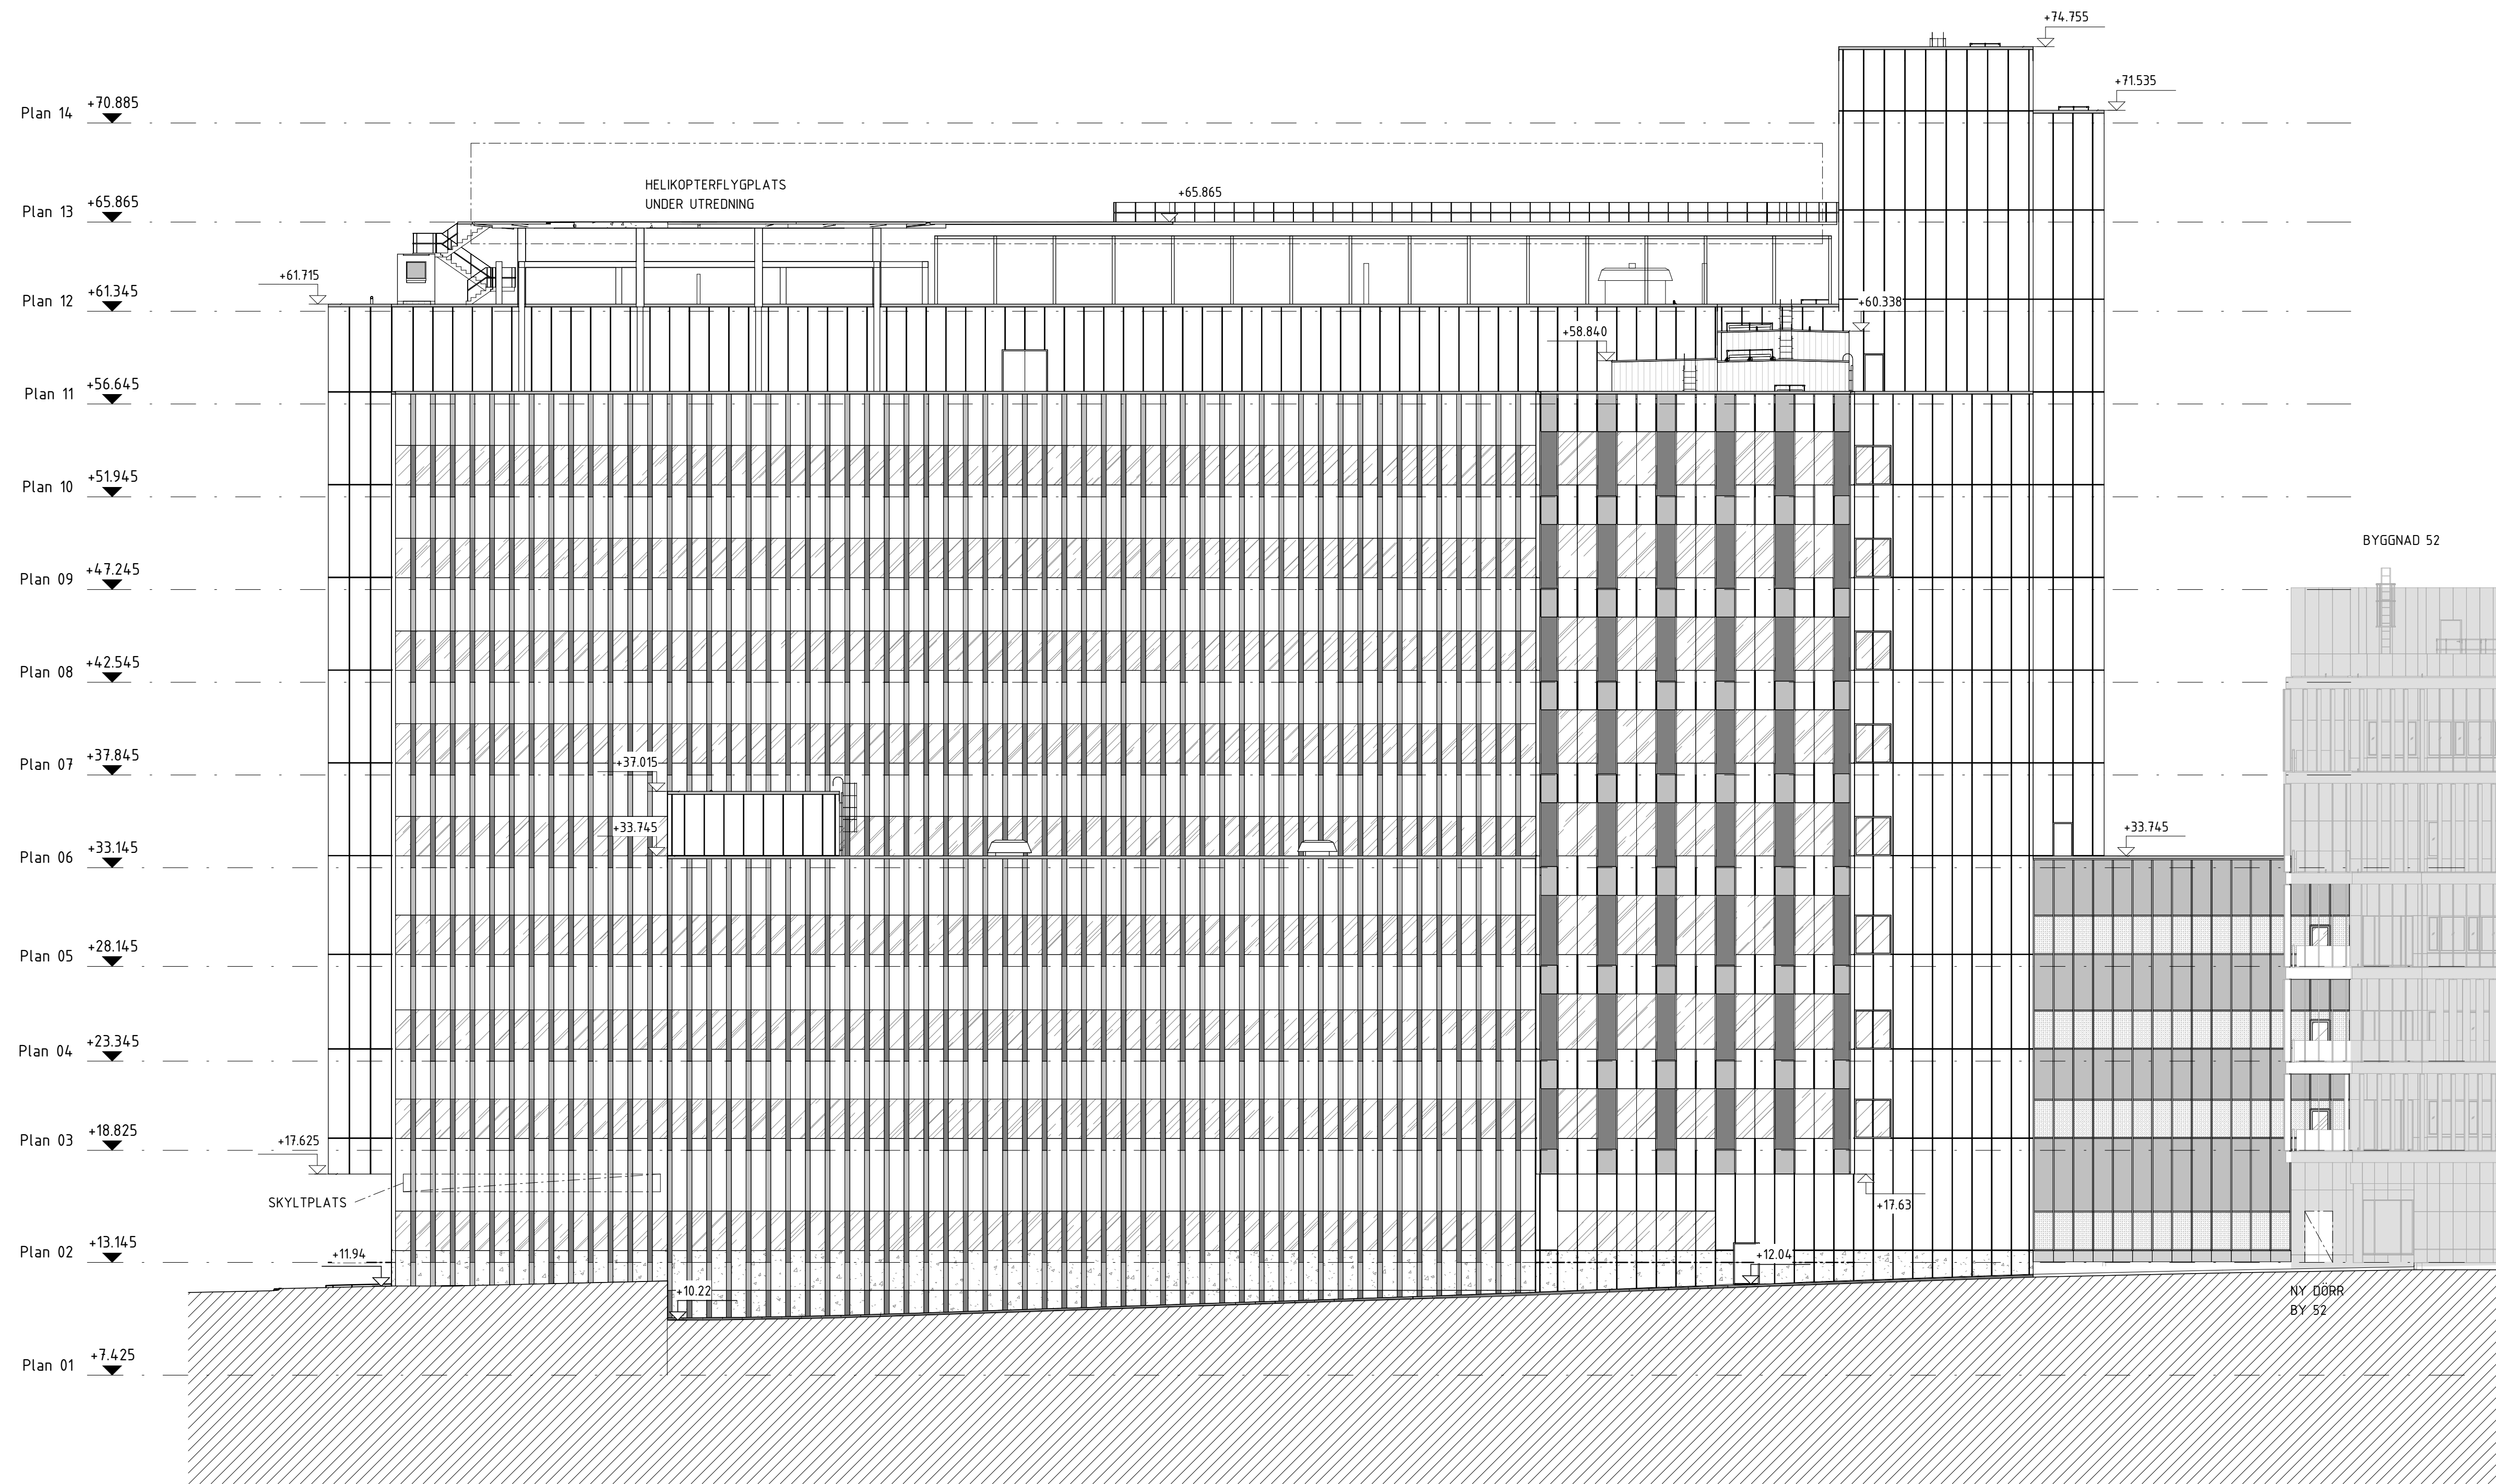 +74.755
+71.535
Plan 14 +70.885
HELIKOPTERFLYGPLATS
UNDER UTREDNING
+65.865
Plan 13 +65.865
+61.715
Plan 12 +61.345
+60.338
+58.840
Plan 11 +56.645
Plan 10 +51.945
BYGGNAD 52
Plan 09 +47.245
Plan 08 +42.545
Plan 07 +37.845
+37.015
+33.745
+33.745
Plan 06 +33.145
Plan 05 +28.145
Plan 04 +23.345
Plan 03 +18.825
+17.625
SKYLTPLATS
+17.63
Plan 02 +13.145
+11.94
+12.04
+10.22
NY DÖRR
BY 52
Plan 01 +7.425